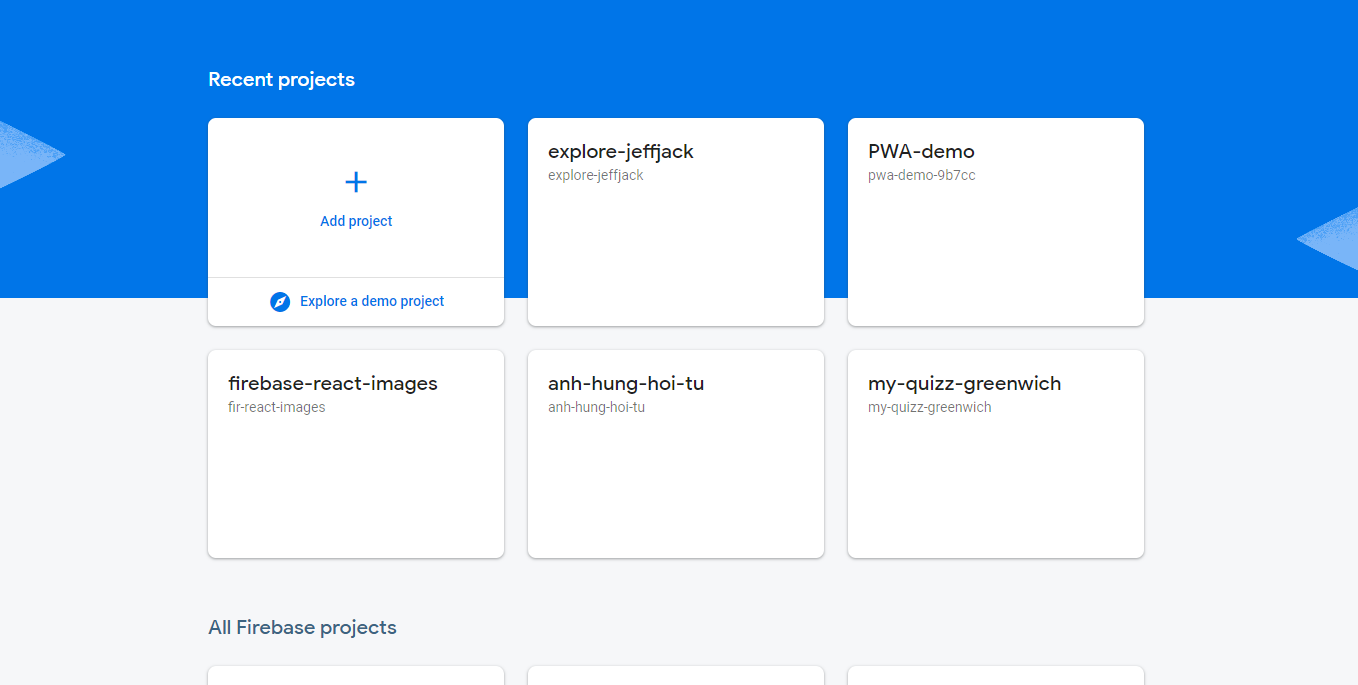 Recent projects
Add project
Explore a demo project
explore-jeffjack
explore-jeffjack
PWA-demo
pwa-demo-9b7cc
firebase-react-images
fir-react-images
anh-hung-hoi-tu
anh-hung-hoi-tu
my-quizz-greenwich
my-quizz-greenwich
All Firebase projects